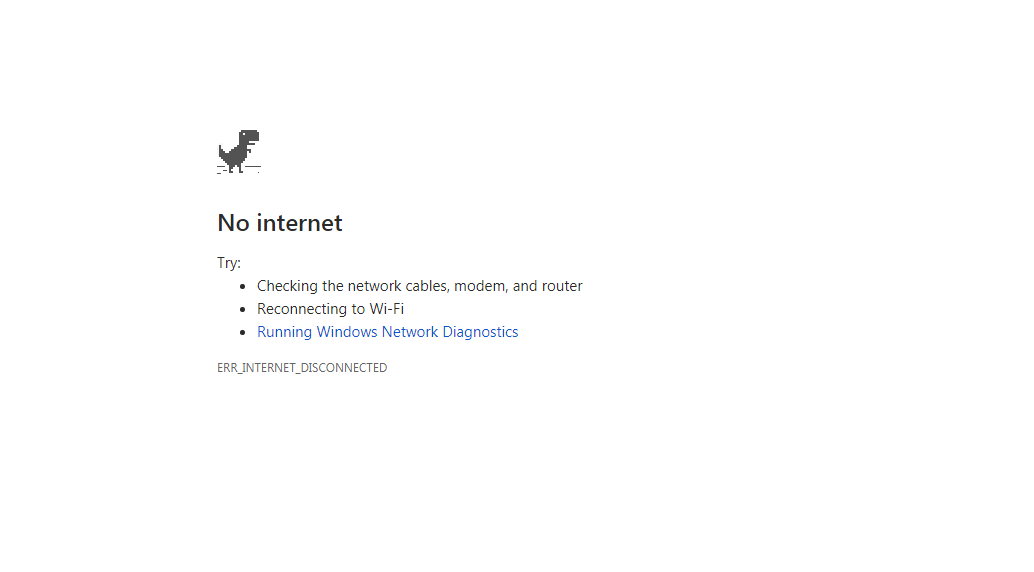 No internet
Try:
Checking the network cables, modem, and router
Reconnecting to Wi-Fi
Running Windows Network Diagnostics
ERR_INTERNET_DISCONNECTED